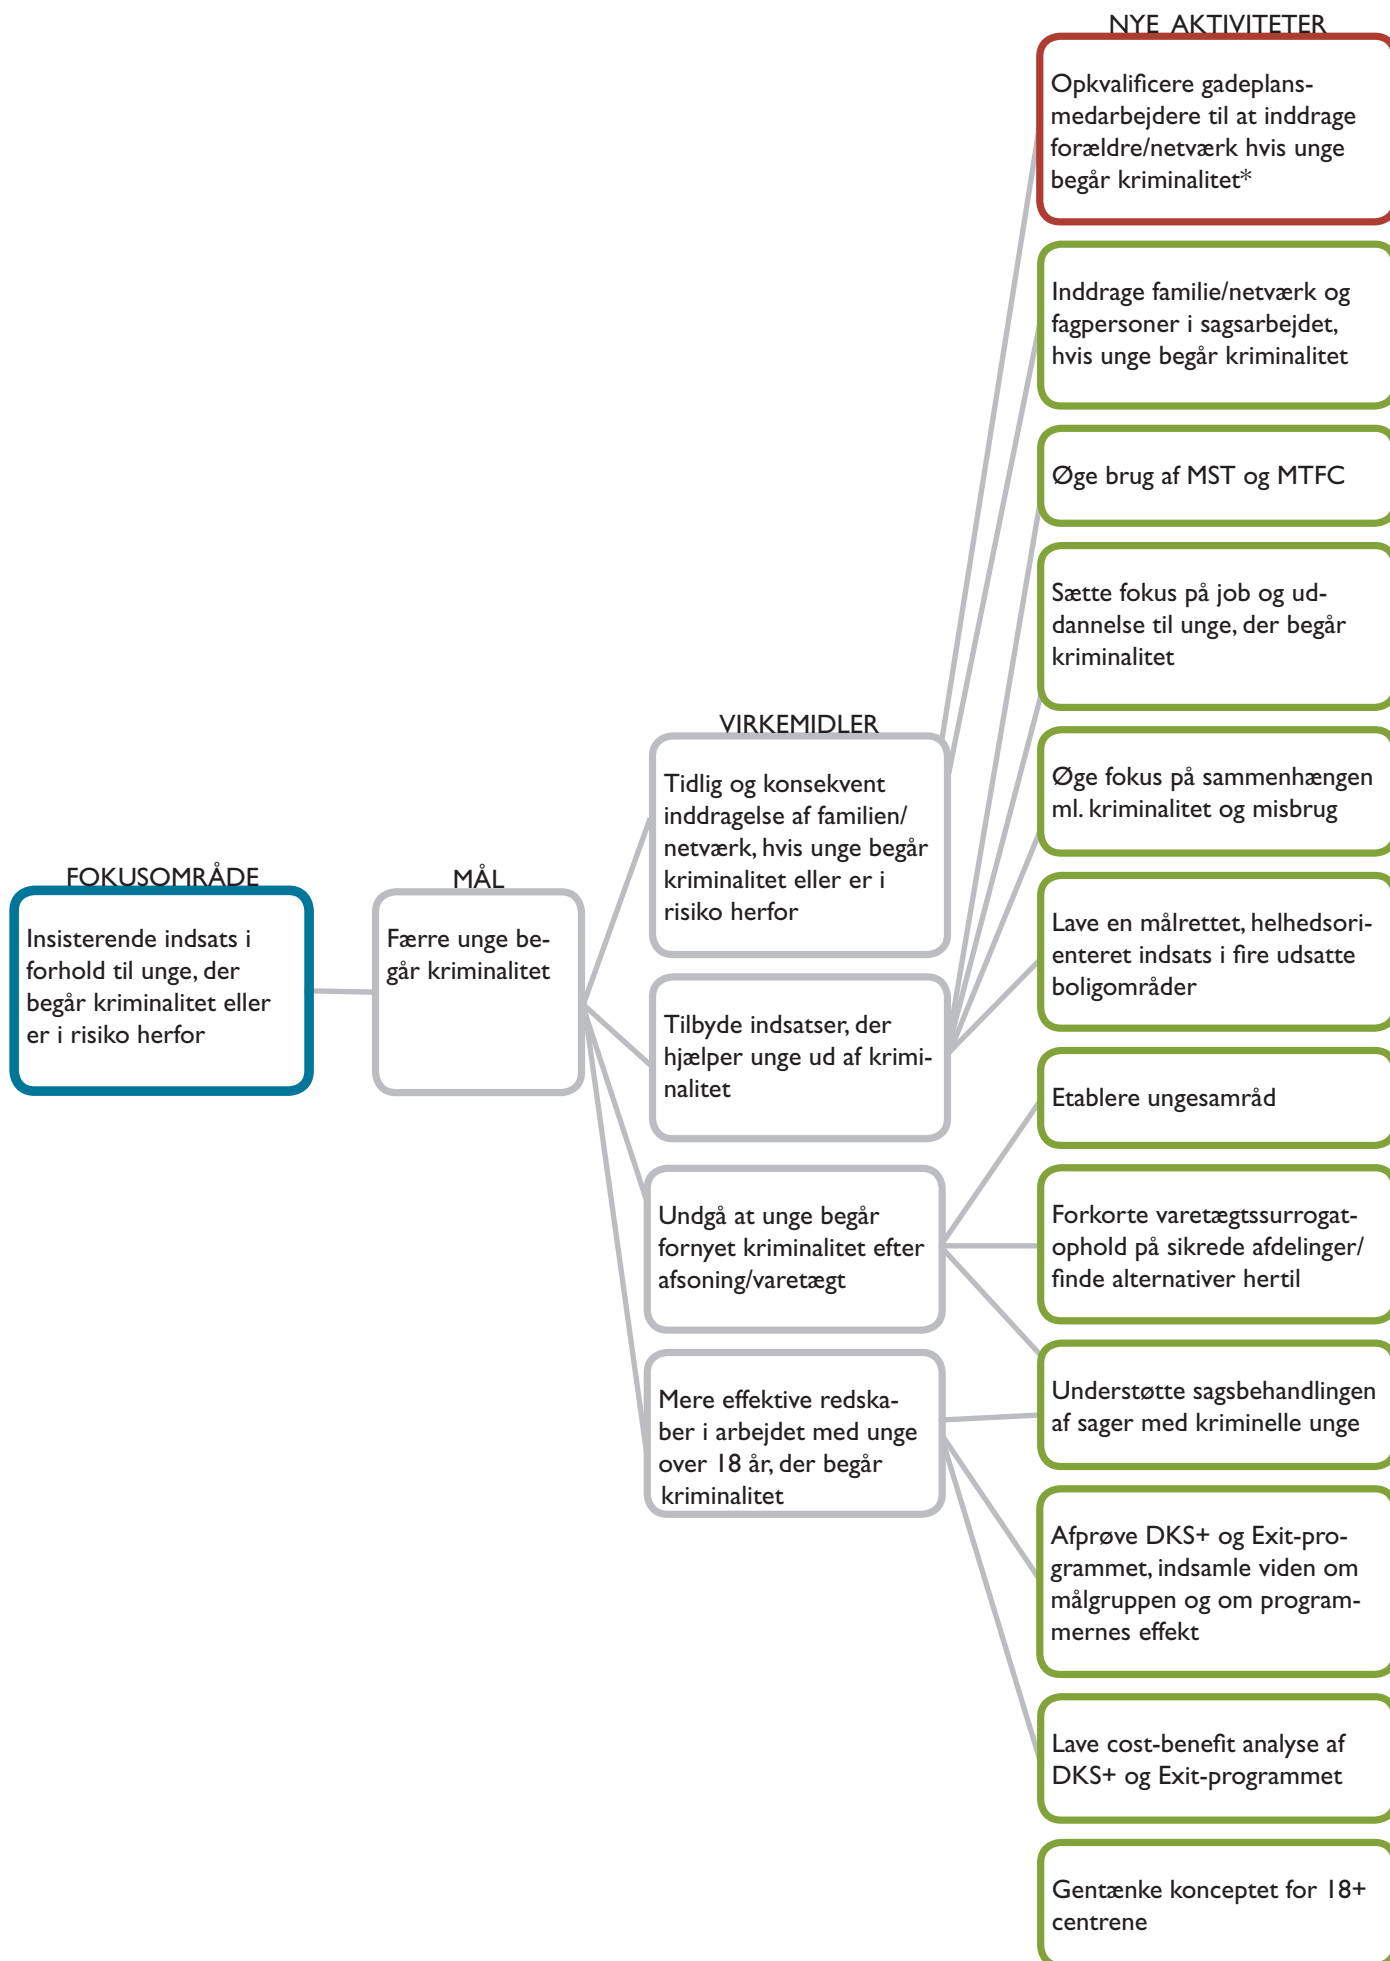 FOKUSOMRÅDE
Insisterende indsats i
forhold til unge, der
begår kriminalitet eller
er i risiko herfor
MÅL
Færre unge be-
går kriminalitet
VIRKEMIDLER
Tidlig og konsekvent
inddragelse af familien/
netværk, hvis unge begår
kriminalitet eller er i
risiko herfor
Tilbyde indsatser, der
hjælper unge ud af krimi-
nalitet
Undgå at unge begår
fornyet kriminalitet efter
afsoning/varetægt
Mere effektive redska-
ber i arbejdet med unge
over 18 år, der begår
kriminalitet
NYE AKTIVITETER
Opkvalificere gadeplans-
medarbejdere til at inddrage
forældre/netværk hvis unge
begår kriminalitet*
Inddrage familie/netværk og
fagpersoner i sagsarbejdet,
hvis unge begår kriminalitet
Øge brug af MST og MTFC
Sætte fokus på job og ud-
dannelse til unge, der begår
kriminalitet
Øge fokus på sammenhængen
ml. kriminalitet og misbrug
Lave en målrettet, helhedsori-
enteret indsats i fire udsatte
boligområder
Etablere ungesamråd
Forkorte varetægtssurrogat-
ophold på sikrede afdelinger/
finde alternativer hertil
Understøtte sagsbehandlingen
af sager med kriminelle unge
Afprøve DKS+ og Exit-pro-
grammet, indsamle viden om
målgruppen og om program-
mernes effekt
Lave cost-benefit analyse af
DKS+ og Exit-programmet
Gentænke konceptet for 18+
centrene